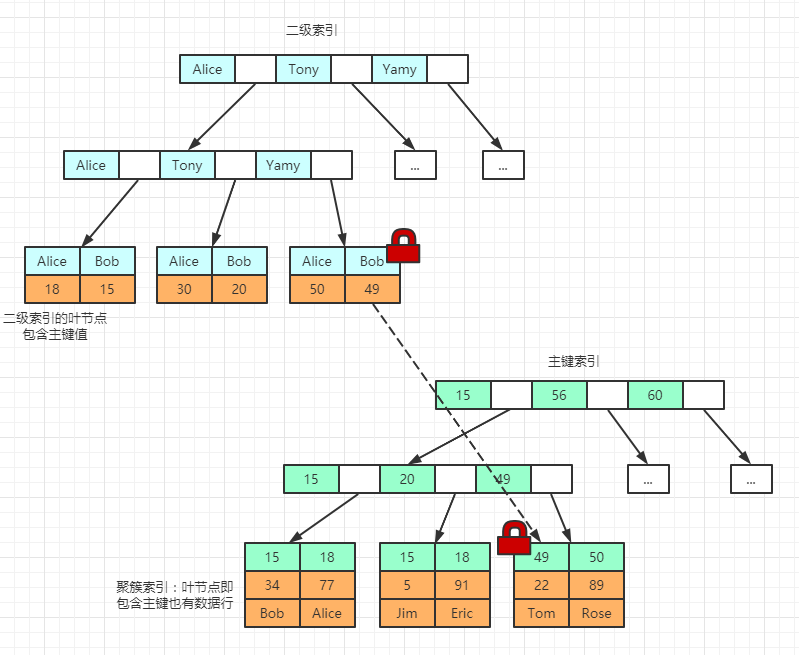 二级索引
Alice Tony Yamy
Alice Tony Yamy ... ...
Alice Bob Alice Bob Alice Bob
18 15 30 20 50 49
二级索引的叶节点
包含主键值
主键索引
15 56 60
15 20 49 ... ...
15 18 15 18 49 50
聚簇索引：叶节点即
包含主键也有数据行
34 77 5 91 22 89
Bob Alice Jim Eric Tom Rose